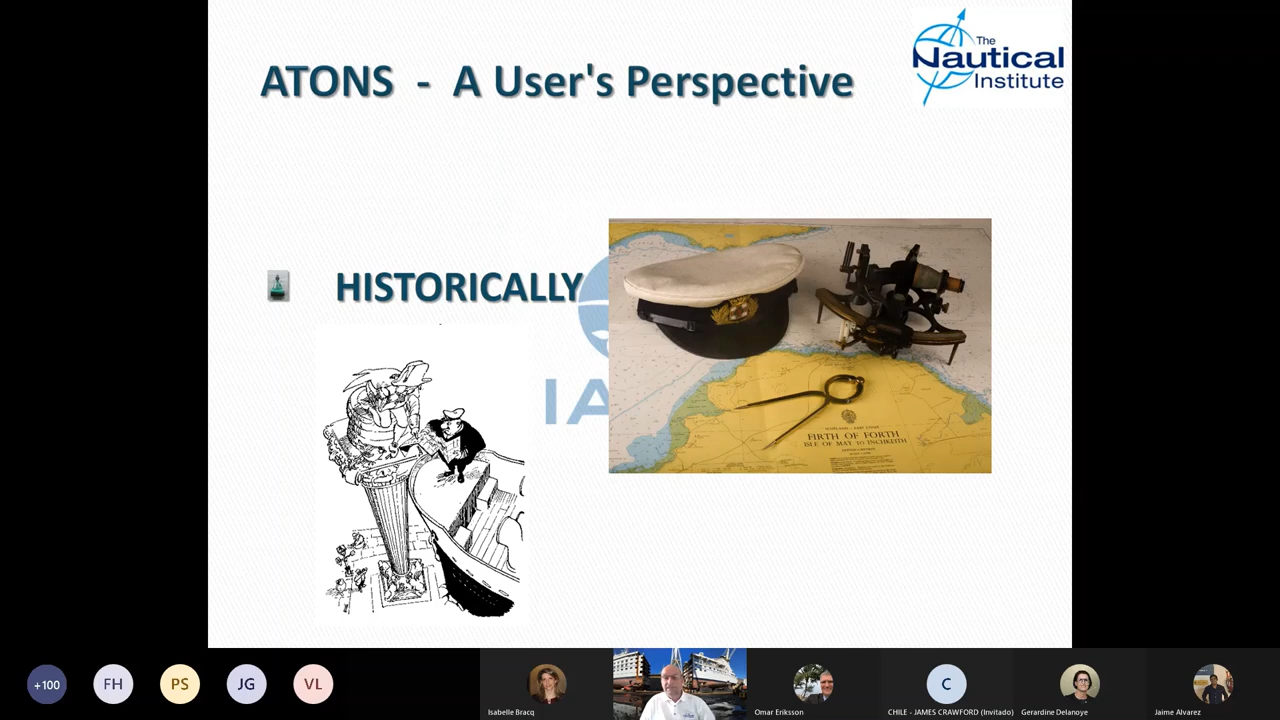 ATONS - A User's Perspective
The
Nautical
Institute
HISTORICALLY
IA
FIRTH OF FORTH
ISLE OF MAY TO INCHKEITH
+100
FH
PS
JG
VL
C
Isabelle Bracq
Omar Eriksson
CHILE - JAMES CRAWFORD (Invitado)
Gerardine Delanoye
Jaime Alvarez